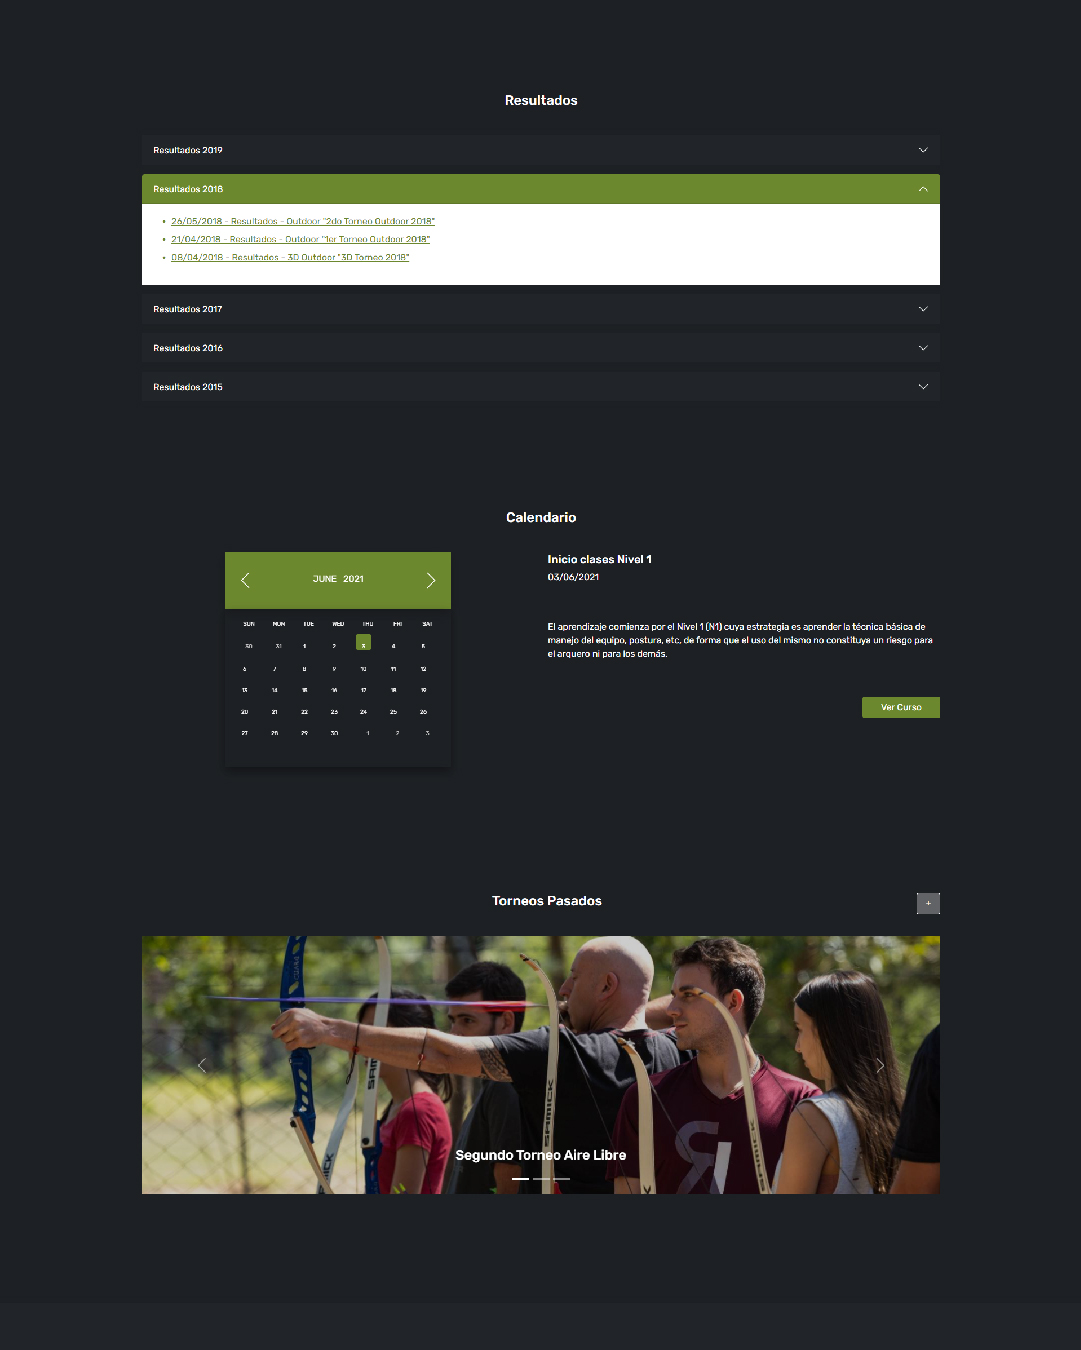 Resultados
Resultados 2019
Resultados 2018
• 26/05/2018 - Resultados - Outdoor "2do Torneo Outdoor 2018"
• 21/04/2018 - Resultados - Outdoor "1er Torneo Outdoor 2018"
• 08/04/2018 - Resultados - 3D Outdoor "3D Torneo 2018"
Resultados 2017
Resultados 2016
Resultados 2015
Calendario
JUNE 2021
SUN MON TUE WED THU FRI SAT
30 31 1 2 3 4 5
6 7 8 9 10 11 12
13 14 15 16 17 18 19
20 21 22 23 24 25 26
27 28 29 30 1 2 3
Inicio clases Nivel 1
03/06/2021
El aprendizaje comienza por el Nivel 1 (N1) cuya estrategia es aprender la técnica básica de
manejo del equipo, postura, etc, de forma que el uso del mismo no constituya un riesgo para
el arquero ni para los demás.
Ver Curso
Torneos Pasados
+
SAMICK
SAMICK
SAMICK
SAMICK
Segundo Torneo Aire Libre